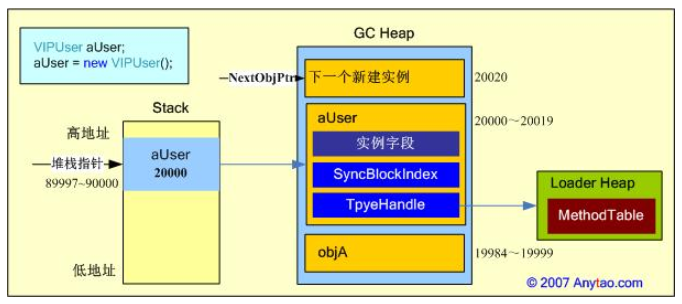 VIPUser aUser;
aUser = new VIPUser();
GC Heap
NextObjPtr
下一个新建实例
20020
Stack
高地址
堆栈指针
89997~90000
aUser
20000
低地址
aUser
20000～20019
实例字段
SyncBlockIndex
TpyeHandle
objA
19984～19999
Loader Heap
MethodTable
© 2007 Anytao.com